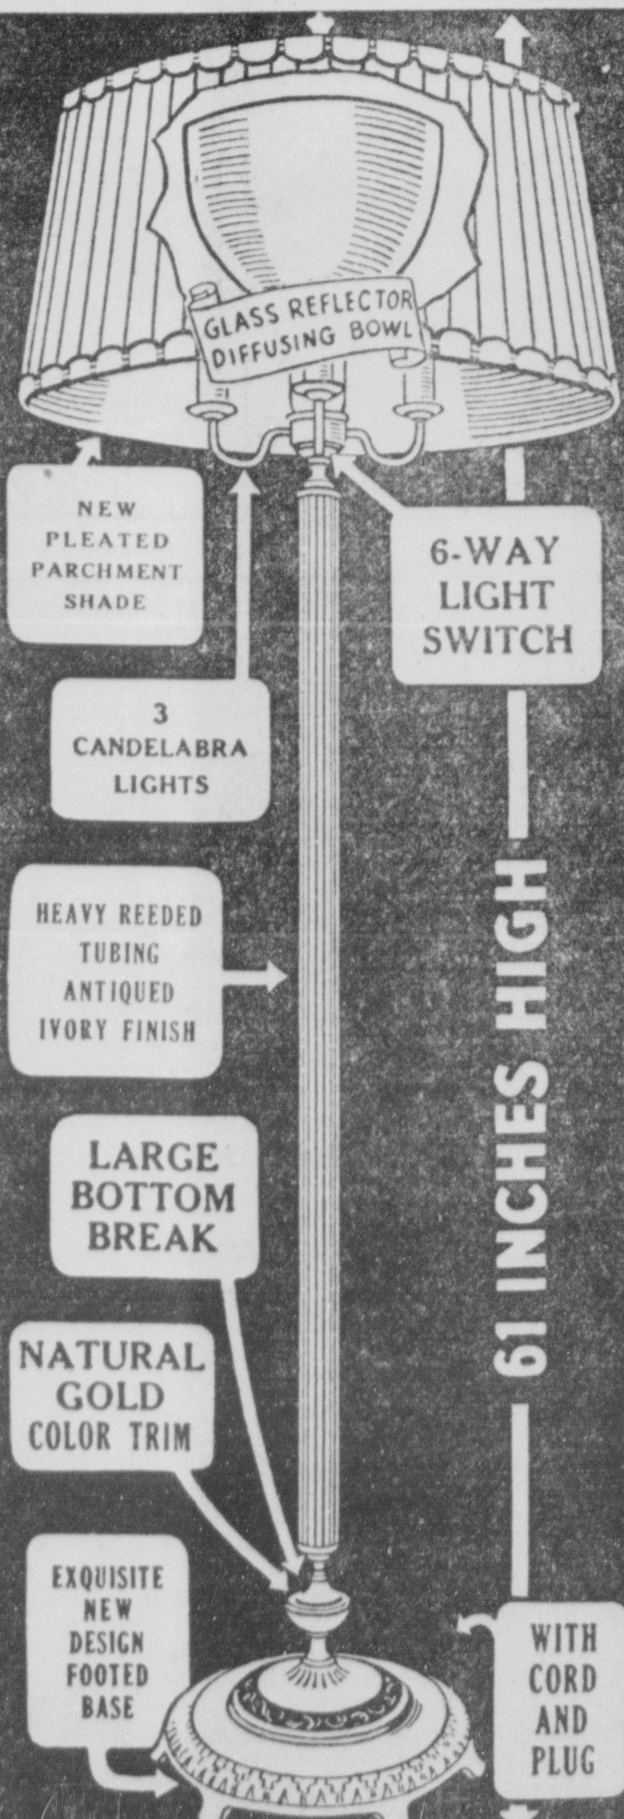 GLASS REFLECTOR
DIFFUSING BOWL
NEW
PLEATED
PARCHMENT
SHADE
6-WAY
LIGHT
SWITCH
3
CANDELABRA
LIGHTS
HEAVY REEDED
TUBING
ANTIQUED
IVORY FINISH
61 INCHES HIGH
LARGE
BOTTOM
BREAK
NATURAL
GOLD
COLOR TRIM
EXQUISITE
NEW
DESIGN
FOOTED
BASE
WITH
CORD
AND
PLUG